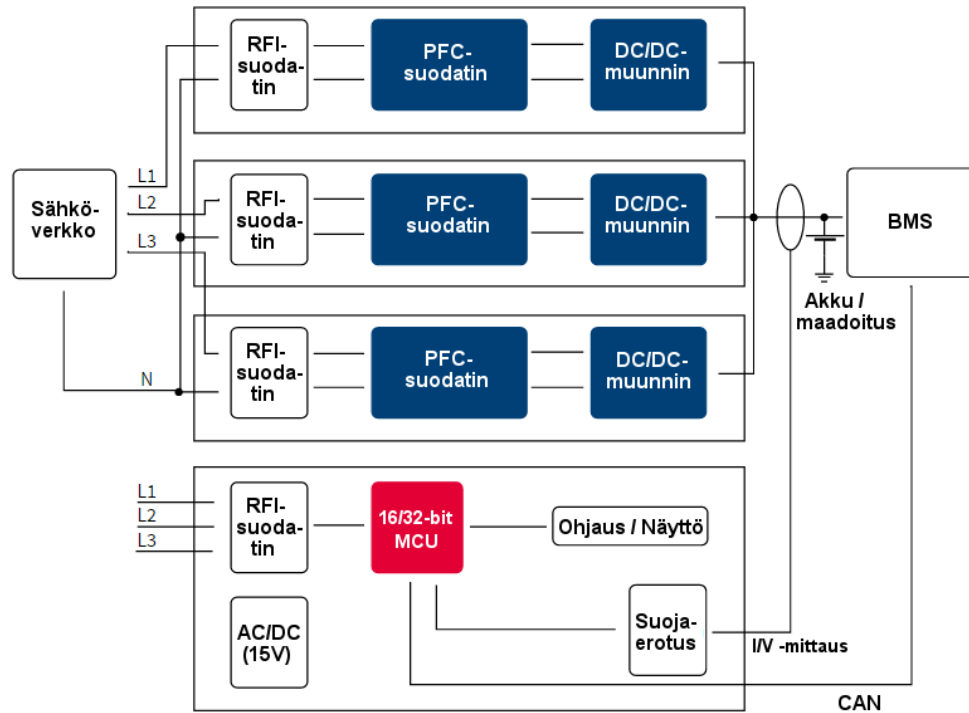 RFI-
suoda-
tin
PFC-
suodatin
DC/DC-
muunnin
Sähkö-
verkko
L1
L2
L3
N
RFI-
suoda-
tin
PFC-
suodatin
DC/DC-
muunnin
BMS
Akku /
maadoitus
RFI-
suoda-
tin
PFC-
suodatin
DC/DC-
muunnin
L1
L2
L3
RFI-
suoda-
tin
16/32-bit
MCU
Ohjaus / Näyttö
AC/DC
(15V)
Suoja-
erotus
I/V -mittaus
CAN